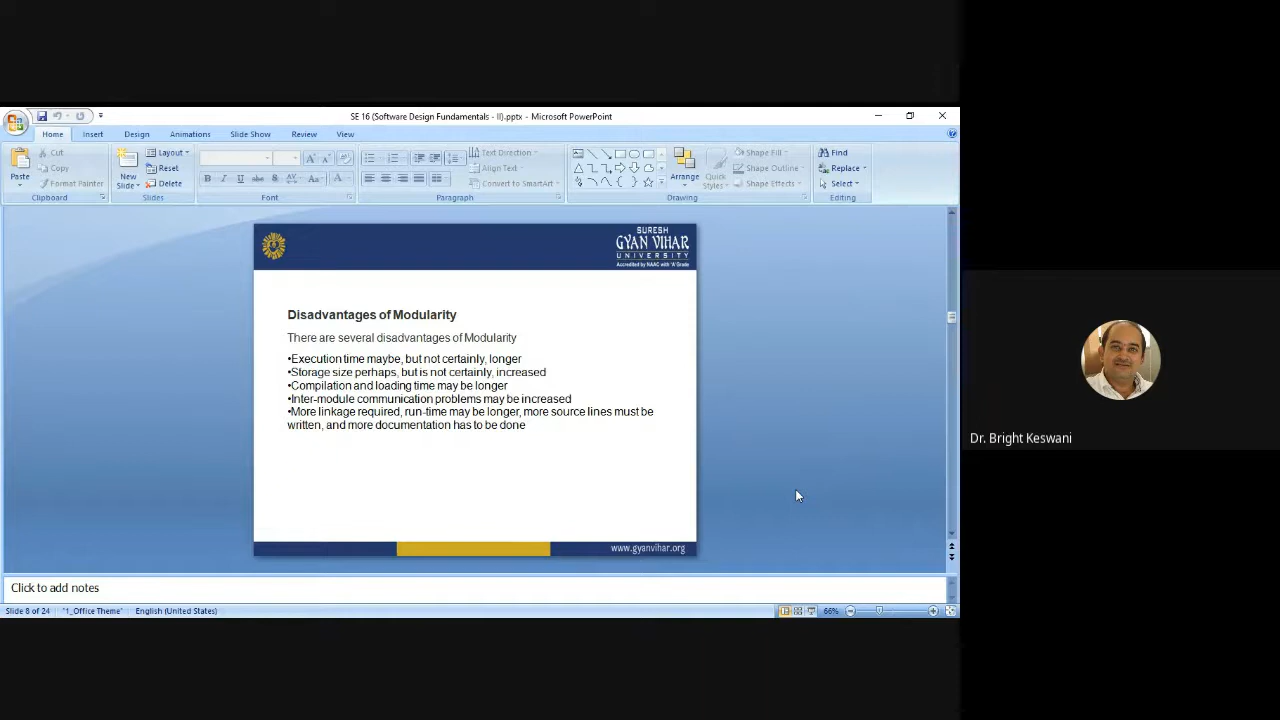 SE 16 (Software Design Fundamentals - II).pptx - Microsoft PowerPoint
Home Insert Design Animations Slide Show Review View
Cut Copy Format Painter Paste Clipboard
New Slide Layout Reset Delete Slides
Font
Text Direction Align Text Convert to SmartArt Paragraph
Arrange Quick Styles Shape Fill Shape Outline Shape Effects Drawing
Find Replace Select Editing
SURESH
GYAN VIHAR
UNIVERSITY
Accredited by NAAC with 'A' Grade
Disadvantages of Modularity
There are several disadvantages of Modularity
•Execution time maybe, but not certainly, longer
•Storage size perhaps, but is not certainly, increased
•Compilation and loading time may be longer
•Inter-module communication problems may be increased
•More linkage required, run-time may be longer, more source lines must be
written, and more documentation has to be done
www.gyanvihar.org
Dr. Bright Keswani
Click to add notes
Slide 8 of 24 "1_Office Theme" English (United States) 66%